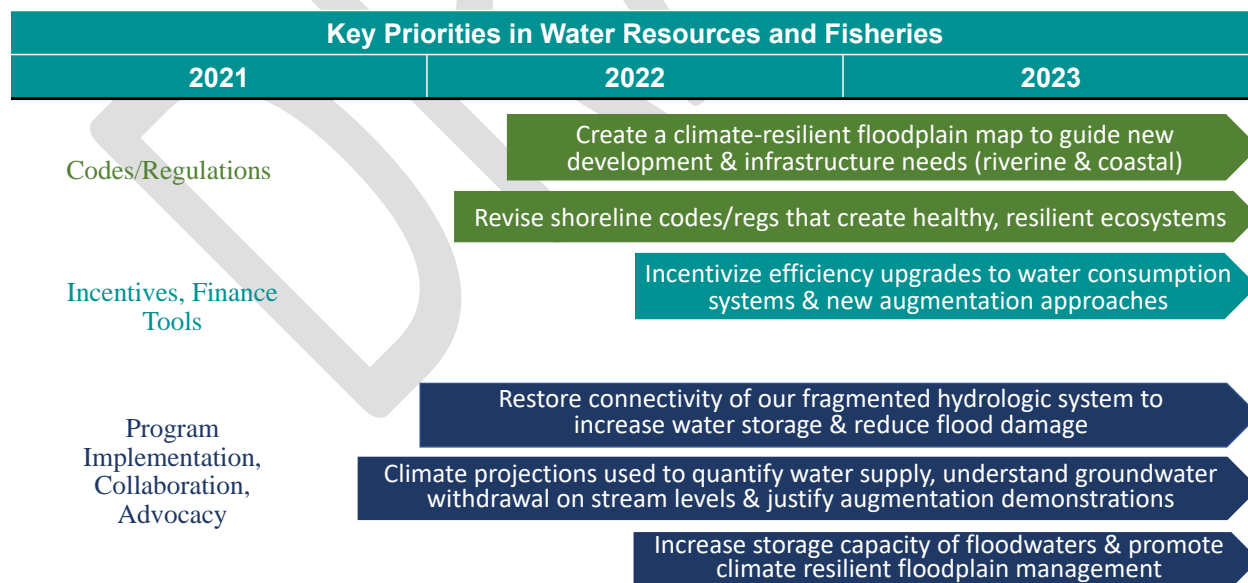 Key Priorities in Water Resources and Fisheries
2021
2022
2023
Codes/Regulations
Create a climate-resilient floodplain map to guide new
development & infrastructure needs (riverine & coastal)
Revise shoreline codes/regs that create healthy, resilient ecosystems
Incentives, Finance
Tools
Incentivize efficiency upgrades to water consumption
systems & new augmentation approaches
Program
Implementation,
Collaboration,
Advocacy
Restore connectivity of our fragmented hydrologic system to
increase water storage & reduce flood damage
Climate projections used to quantify water supply, understand groundwater
withdrawal on stream levels & justify augmentation demonstrations
Increase storage capacity of floodwaters & promote
climate resilient floodplain management